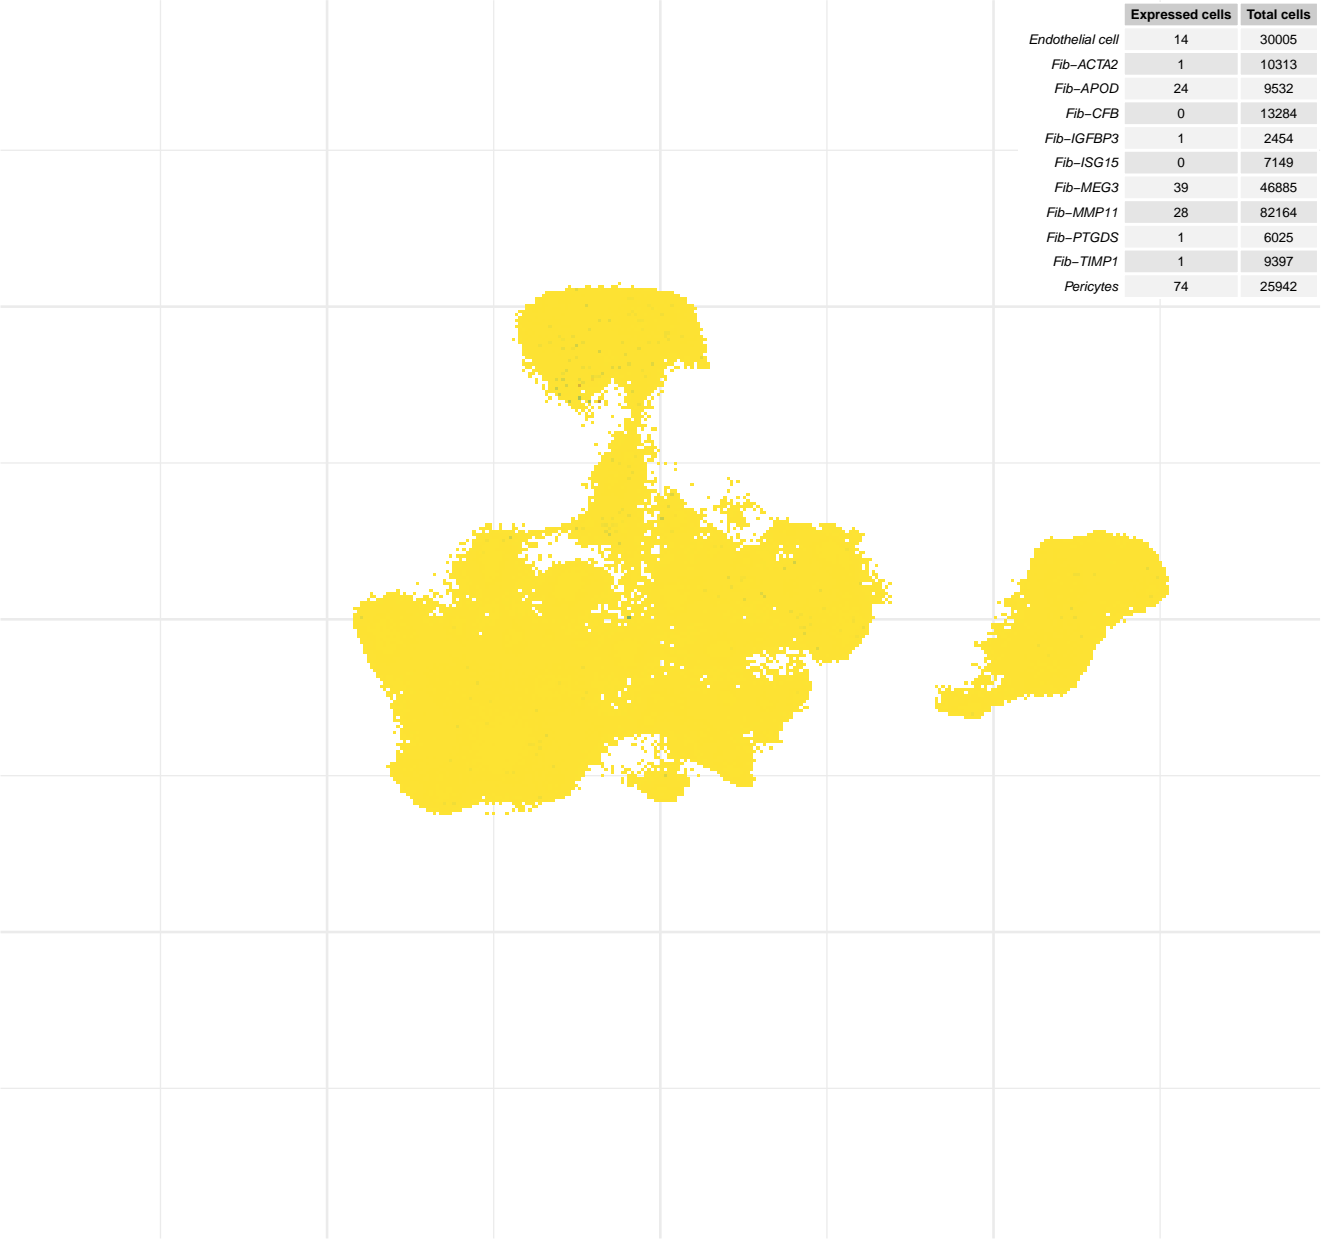 Expressed cells Total cells
Endothelial cell 14 30005
Fib−ACTA2 1 10313
Fib−APOD 24 9532
Fib−CFB 0 13284
Fib−IGFBP3 1 2454
Fib−ISG15 0 7149
Fib−MEG3 39 46885
Fib−MMP11 28 82164
Fib−PTGDS 1 6025
Fib−TIMP1 1 9397
Pericytes 74 25942